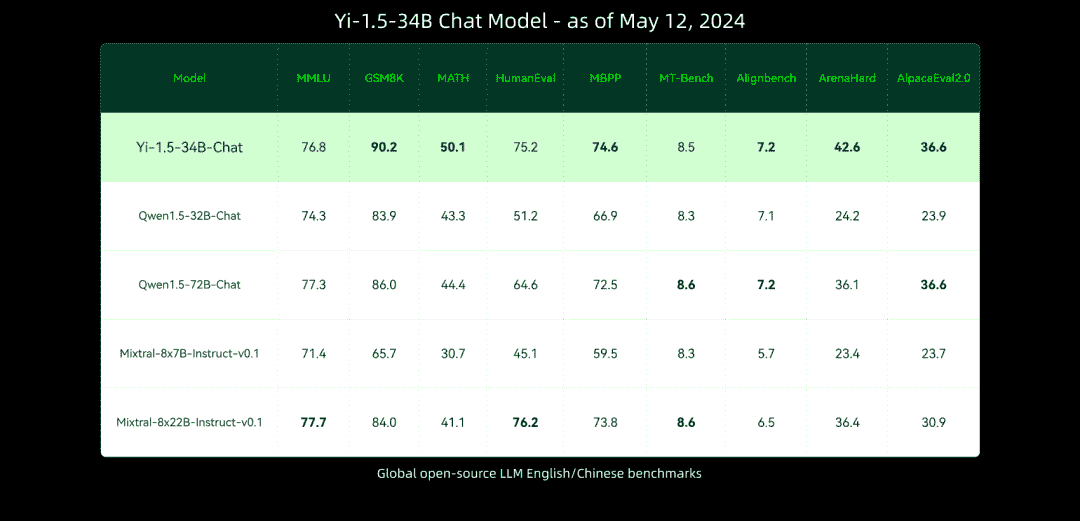 Yi-1.5-34B Chat Model - as of May 12, 2024
Model MMLU GSM8K MATH HumanEval MBPP MT-Bench Alignbench ArenaHard AlpacaEval2.0
Yi-1.5-34B-Chat 76.8 90.2 50.1 75.2 74.6 8.5 7.2 42.6 36.6
Qwen1.5-32B-Chat 74.3 83.9 43.3 51.2 66.9 8.3 7.1 24.2 23.9
Qwen1.5-72B-Chat 77.3 86.0 44.4 64.6 72.5 8.6 7.2 36.1 36.6
Mixtral-8x7B-Instruct-v0.1 71.4 65.7 30.7 45.1 59.5 8.3 5.7 23.4 23.7
Mixtral-8x22B-Instruct-v0.1 77.7 84.0 41.1 76.2 73.8 8.6 6.5 36.4 30.9
Global open-source LLM English/Chinese benchmarks